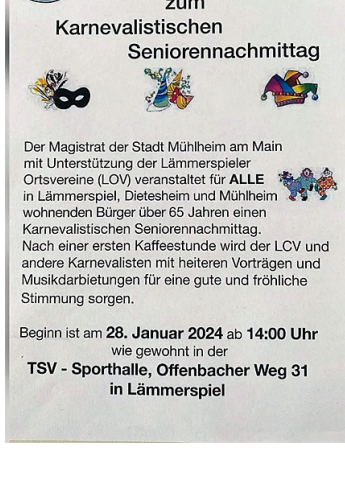 zum
Karnevalistischen
Seniorennachmittag
Der Magistrat der Stadt Mühlheim am Main
mit Unterstützung der Lämmerspieler
Ortsvereine (LOV) veranstaltet für ALLE
in Lämmerspiel, Dietesheim und Mühlheim
wohnenden Bürger über 65 Jahren einen
Karnevalistischen Seniorennachmittag.
Nach einer ersten Kaffeestunde wird der LCV und
andere Karnevalisten mit heiteren Vorträgen und
Musikdarbietungen für eine gute und fröhliche
Stimmung sorgen.
Beginn ist am 28. Januar 2024 ab 14:00 Uhr
wie gewohnt in der
TSV - Sporthalle, Offenbacher Weg 31
in Lämmerspiel